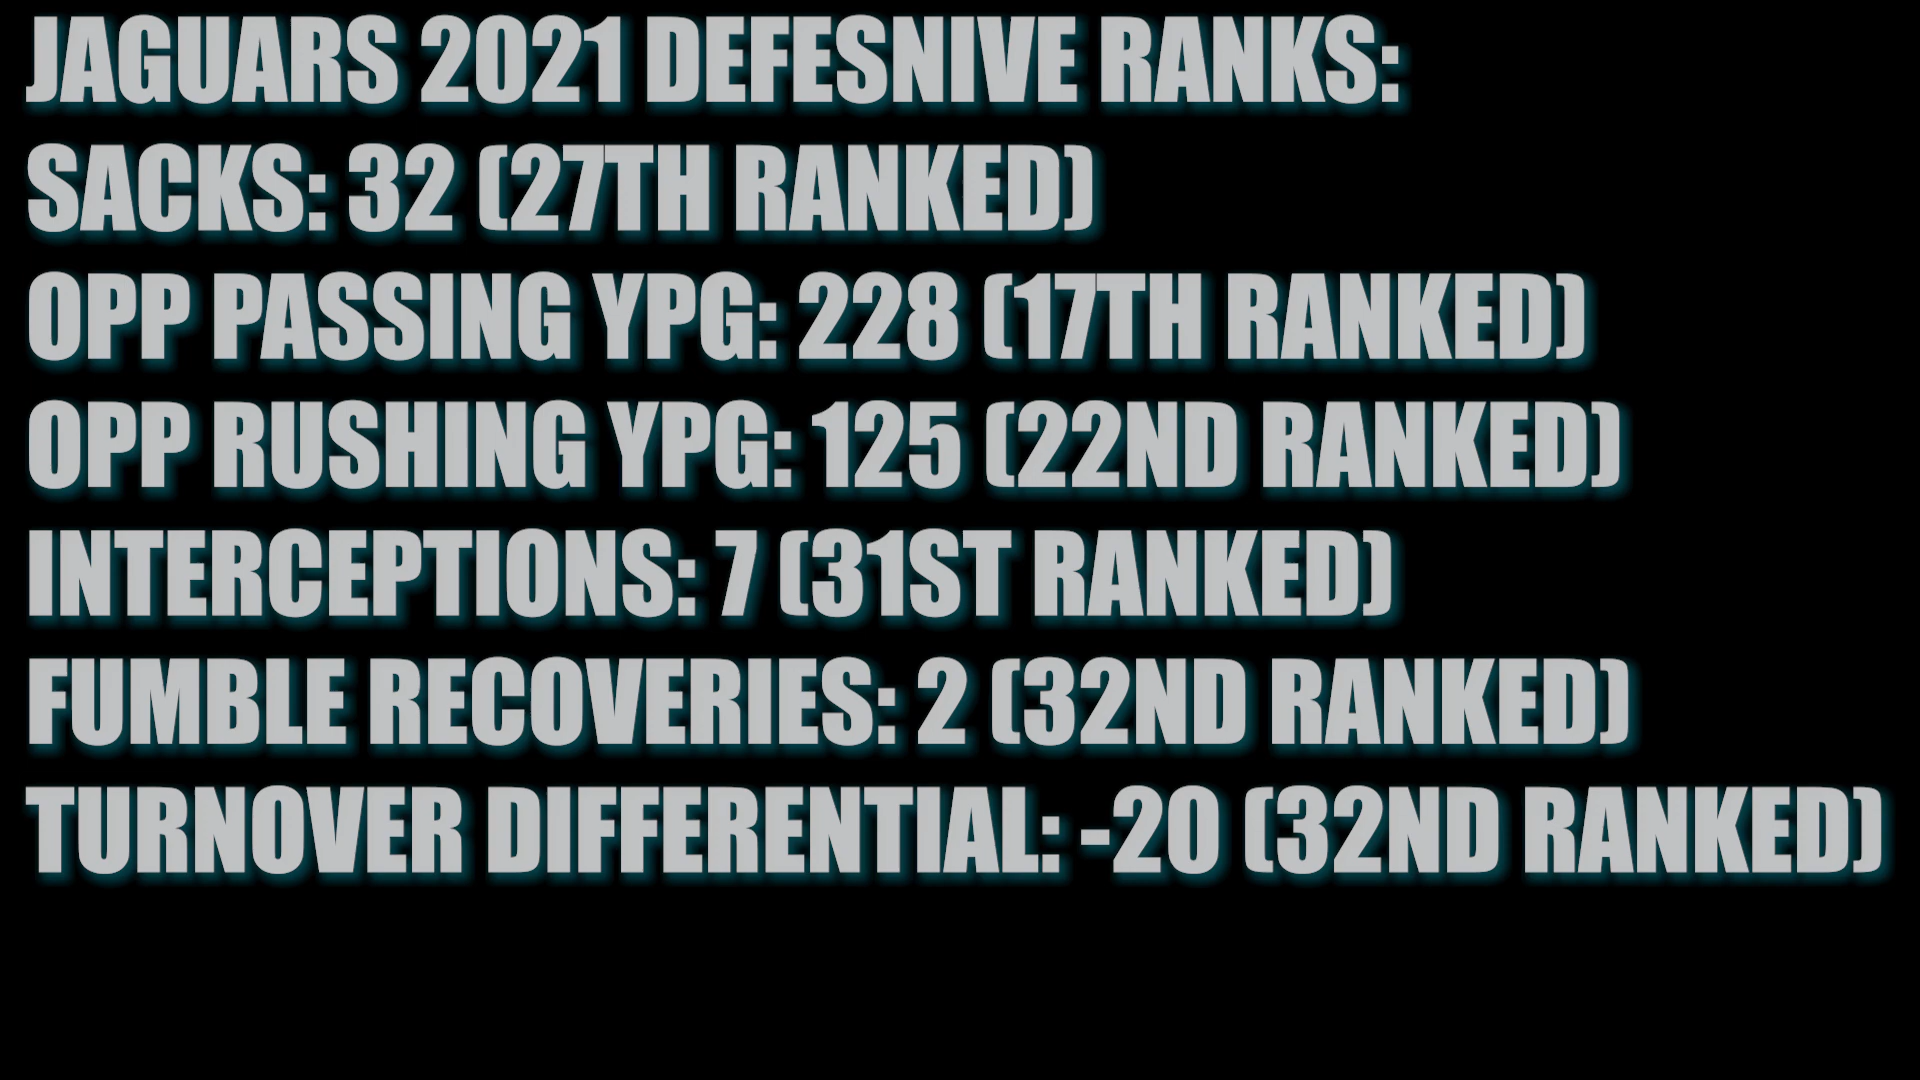 JAGUARS 2021 DEFESNIVE RANKS:
SACKS: 32 (27TH RANKED)
OPP PASSING YPG: 228 (17TH RANKED)
OPP RUSHING YPG: 125 (22ND RANKED)
INTERCEPTIONS: 7 (31ST RANKED)
FUMBLE RECOVERIES: 2 (32ND RANKED)
TURNOVER DIFFERENTIAL: -20 (32ND RANKED)